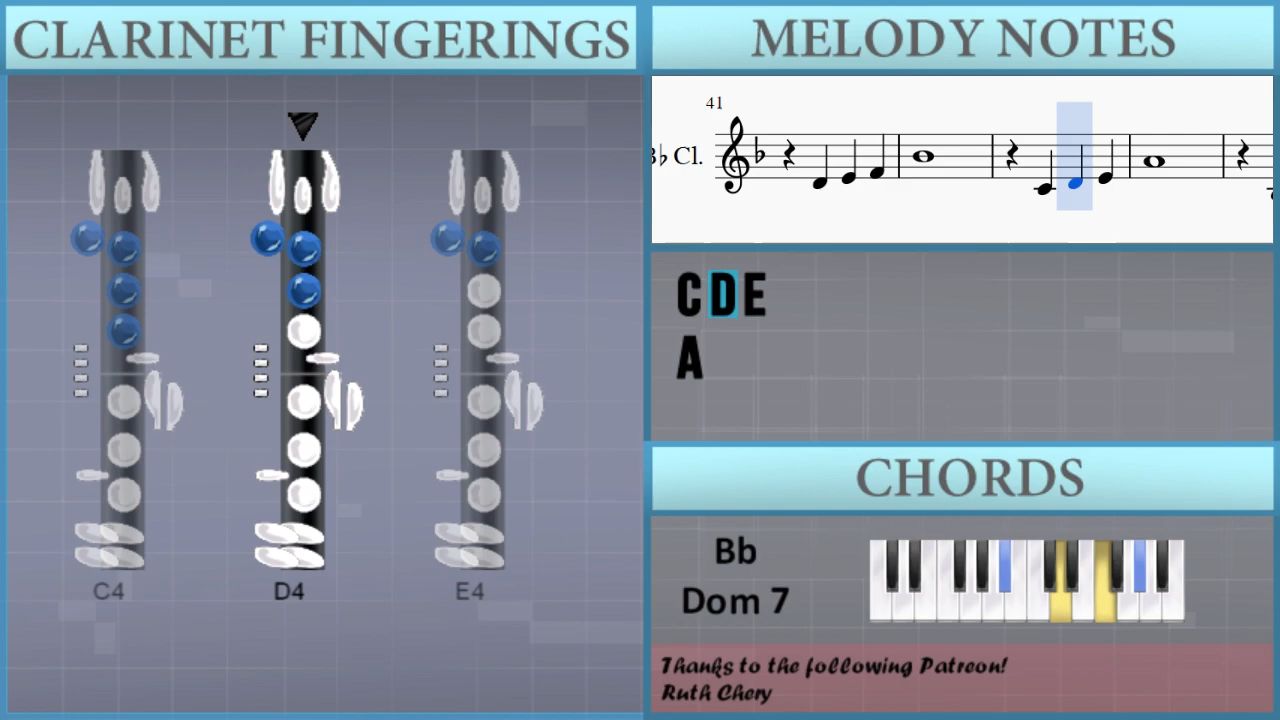 CLARINET FINGERINGS
MELODY NOTES
41
B♭ Cl.
CDE
A
C4
D4
E4
CHORDS
Bb
Dom 7
Thanks to the following Patreon!
Ruth Chery